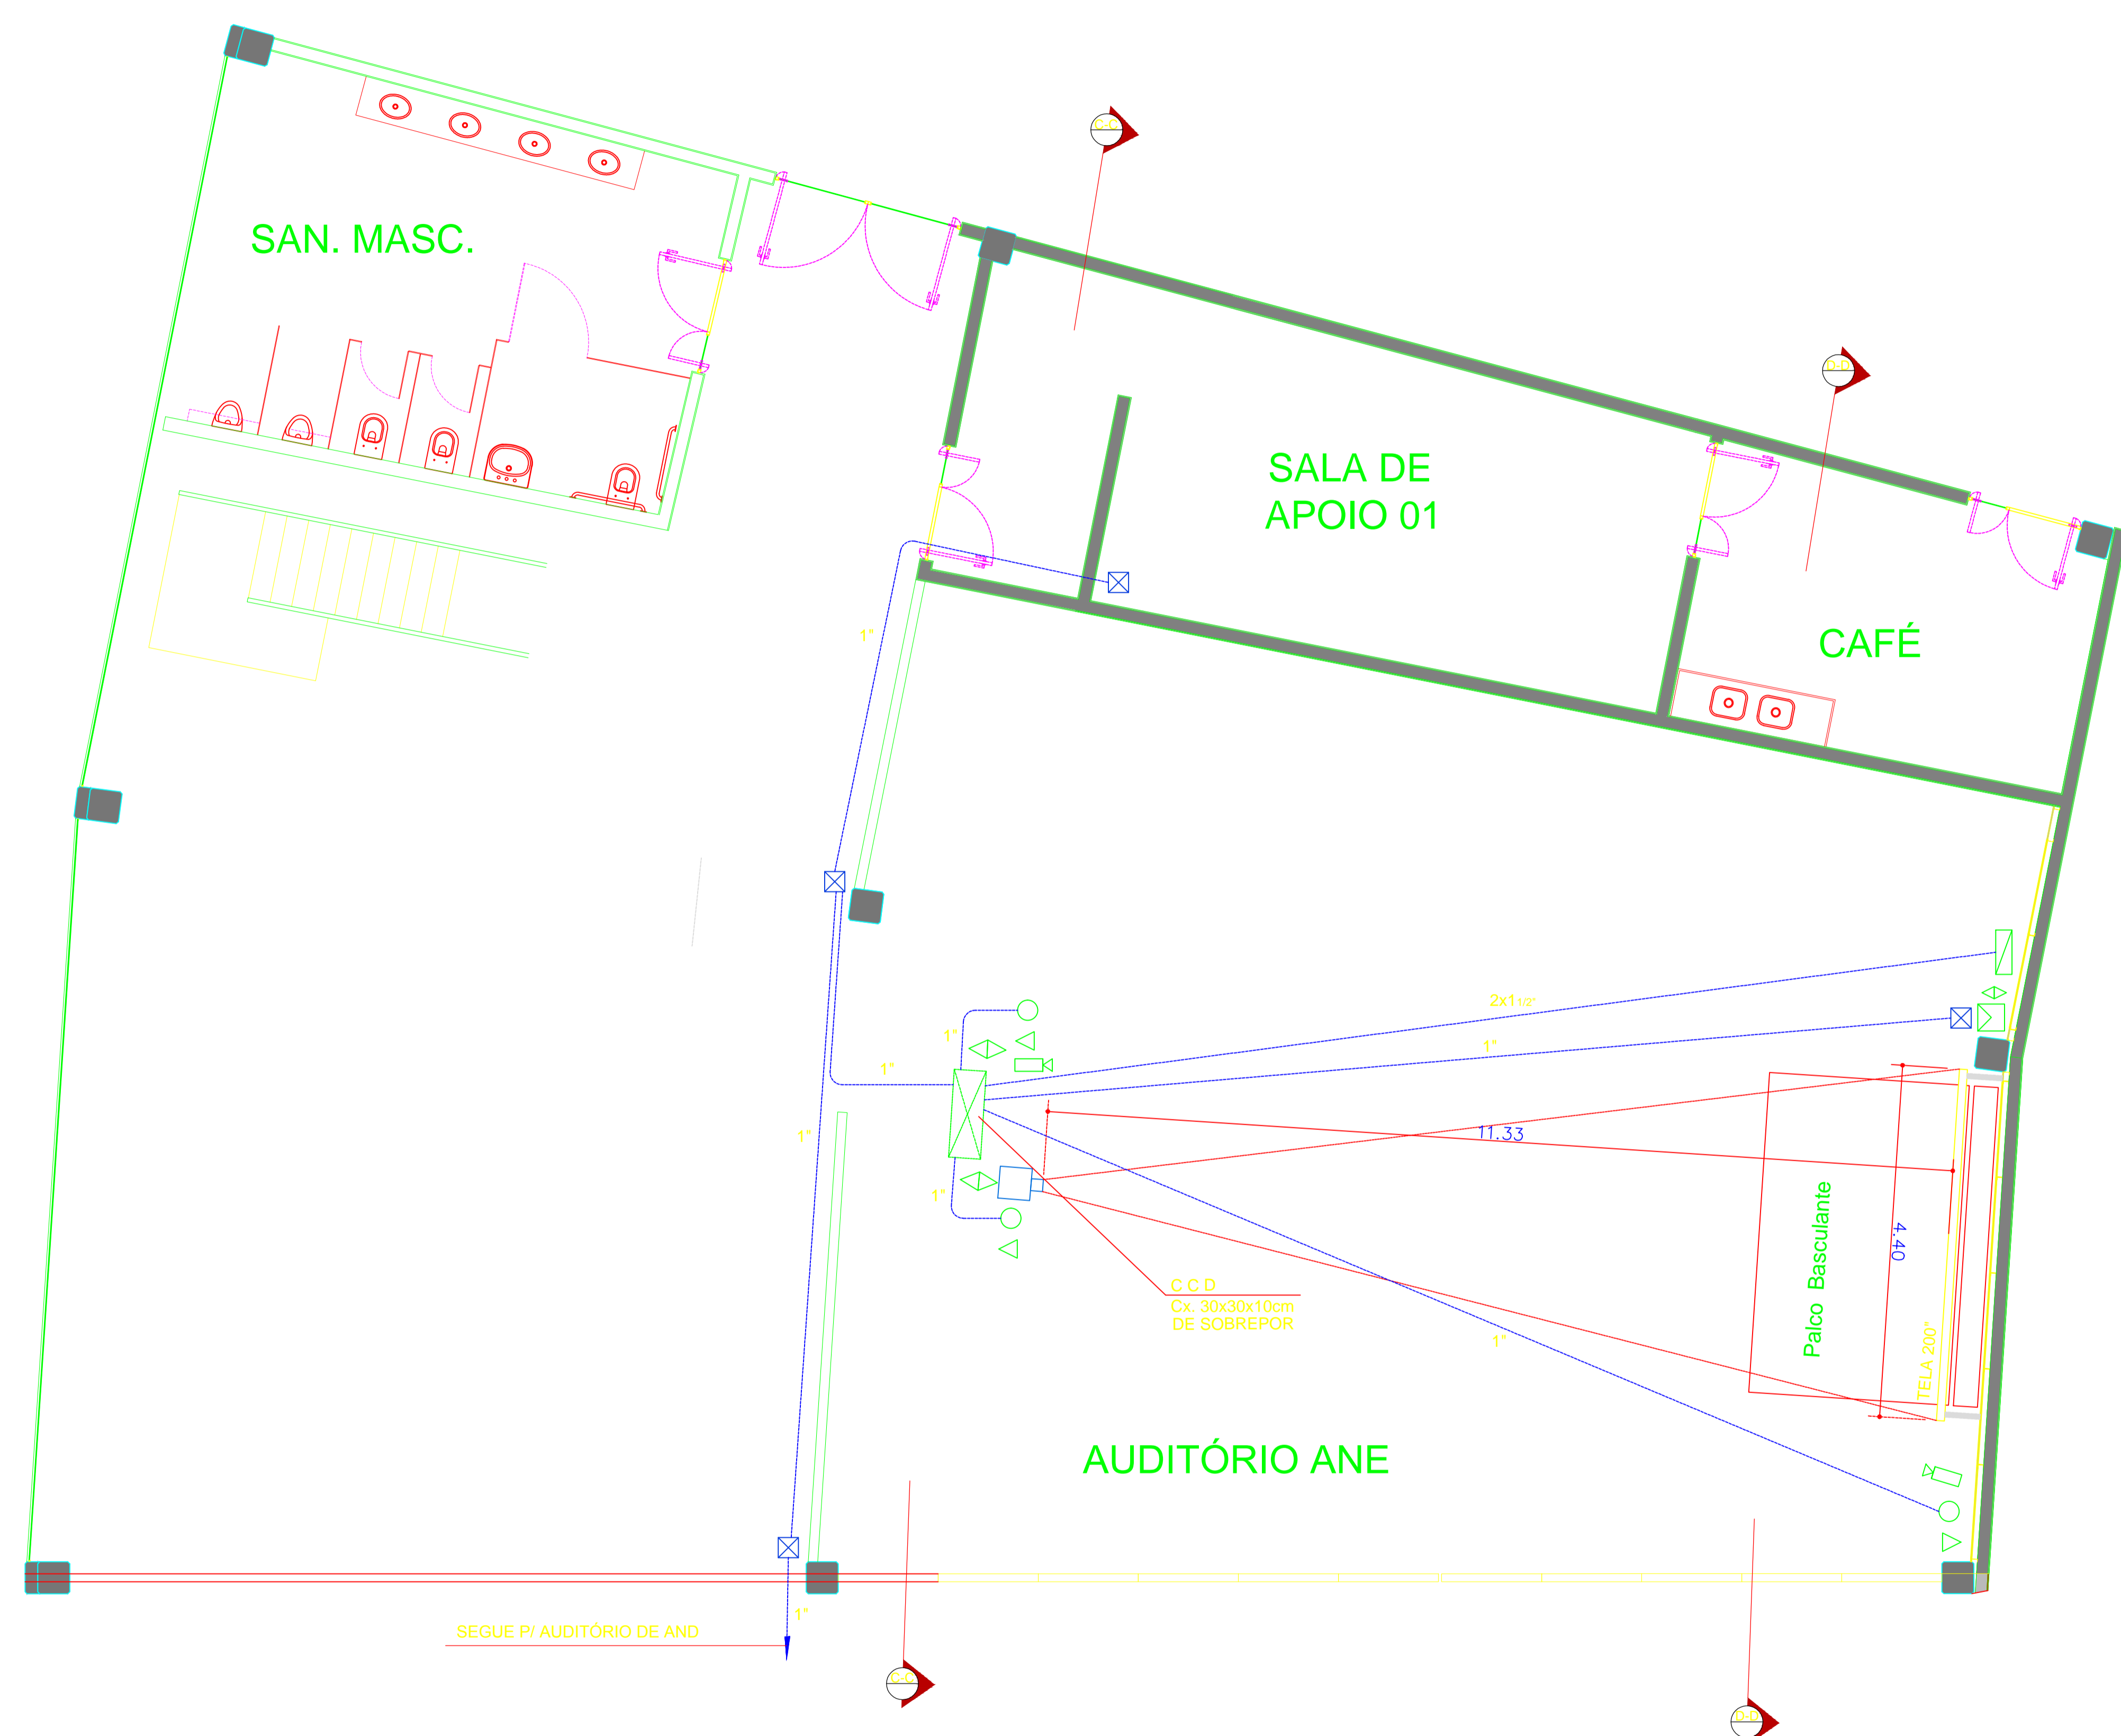 C-C
SAN. MASC.
D-D
SALA DE
APOIO 01
CAFÉ
1"
2x1 1/2"
1"
1"
1"
1"
11.33
1"
4.40
Palco Basculante
C C D
Cx. 30x30x10cm
DE SOBREPOR
1"
TELA 200"
AUDITÓRIO ANE
1"
SEGUE P/ AUDITÓRIO DE AND
C-C
D-D